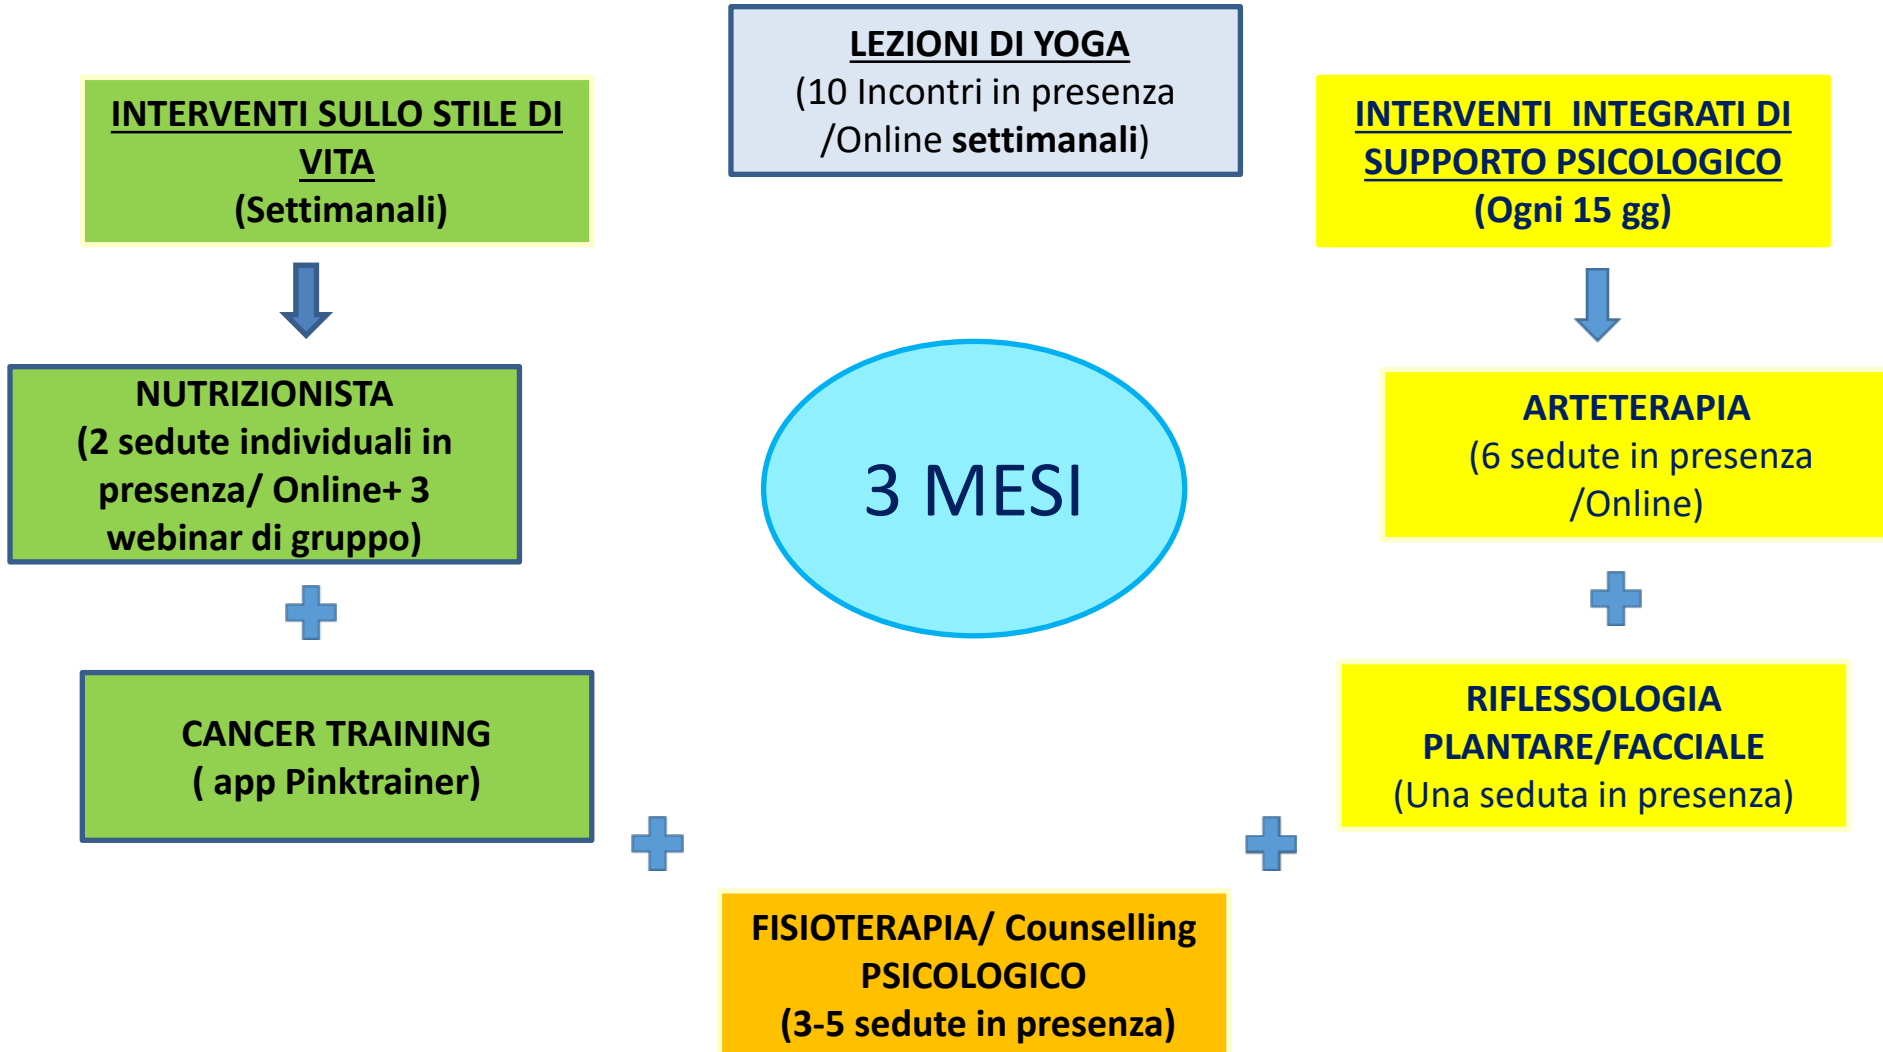 LEZIONI DI YOGA
(10 Incontri in presenza
/Online settimanali)
INTERVENTI SULLO STILE DI
VITA
(Settimanali)
INTERVENTI INTEGRATI DI
SUPPORTO PSICOLOGICO
(Ogni 15 gg)
NUTRIZIONISTA
(2 sedute individuali in
presenza/ Online+ 3
webinar di gruppo)
3 MESI
ARTETERAPIA
(6 sedute in presenza
/Online)
CANCER TRAINING
( app Pinktrainer)
RIFLESSOLOGIA
PLANTARE/FACCIALE
(Una seduta in presenza)
FISIOTERAPIA/ Counselling
PSICOLOGICO
(3-5 sedute in presenza)